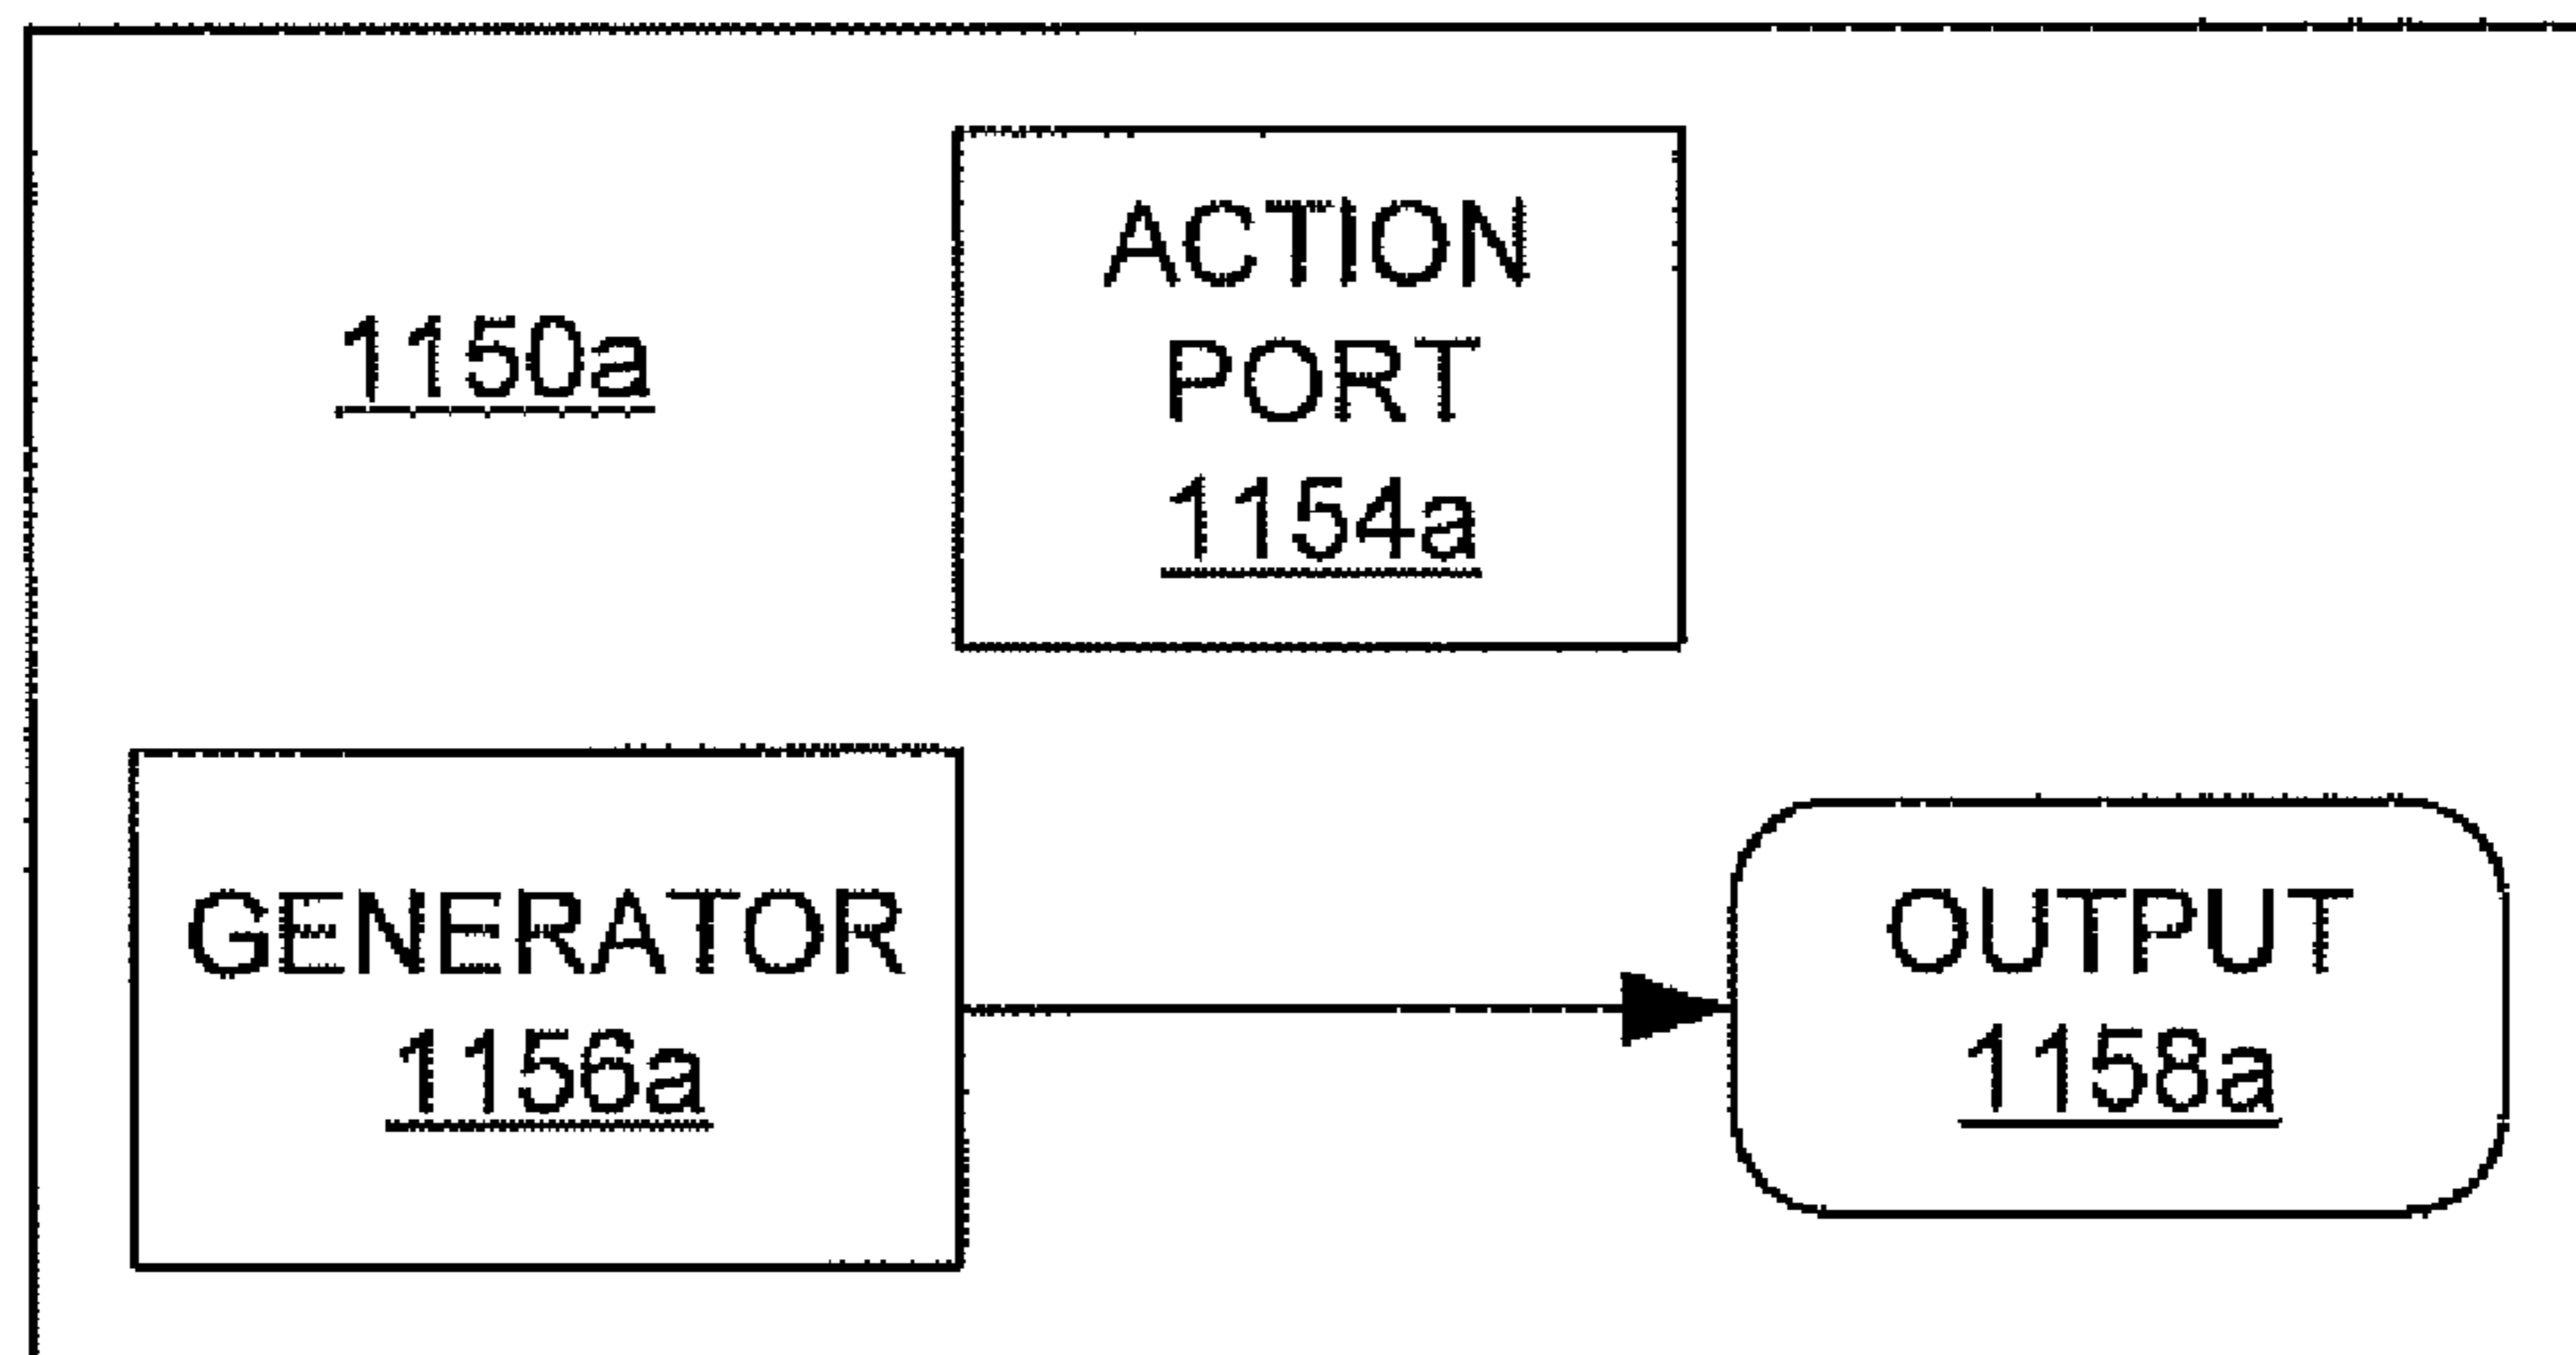 1150a
ACTION
PORT
1154a
GENERATOR
1156a
OUTPUT
1158a